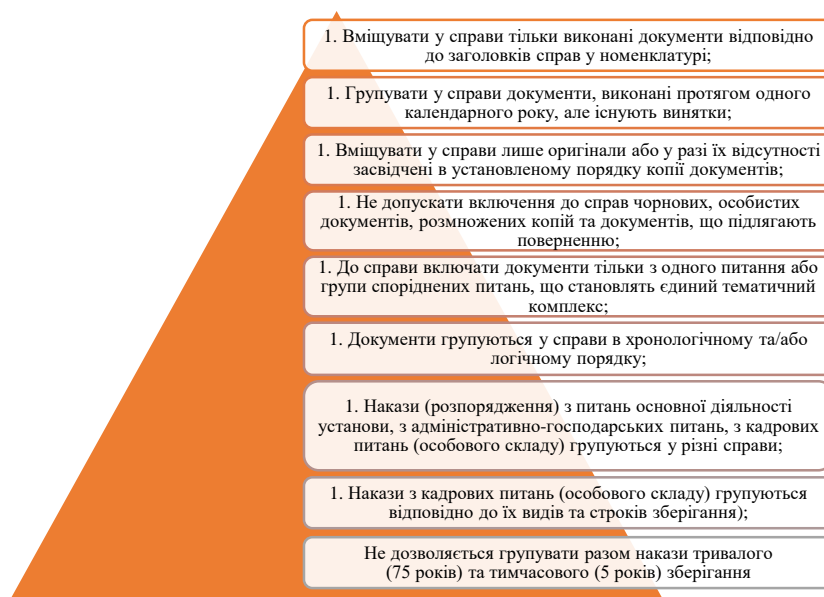 1. Вміщувати у справи тільки виконані документи відповідно
до заголовків справ у номенклатурі;
1. Групувати у справи документи, виконані протягом одного
календарного року, але існують винятки;
1. Вміщувати у справи лише оригінали або у разі їх відсутності
засвідчені в установленому порядку копії документів;
1. Не допускати включення до справ чорнових, особистих
документів, розмножених копій та документів, що підлягають
поверненню;
1. До справи включати документи тільки з одного питання або
групи споріднених питань, що становлять єдиний тематичний
комплекс;
1. Документи групуються у справи в хронологічному та/або
логічному порядку;
1. Накази (розпорядження) з питань основної діяльності
установи, з адміністративно-господарських питань, з кадрових
питань (особового складу) групуються у різні справи;
1. Накази з кадрових питань (особового складу) групуються
відповідно до їх видів та строків зберігання);
Не дозволяється групувати разом накази тривалого
(75 років) та тимчасового (5 років) зберігання